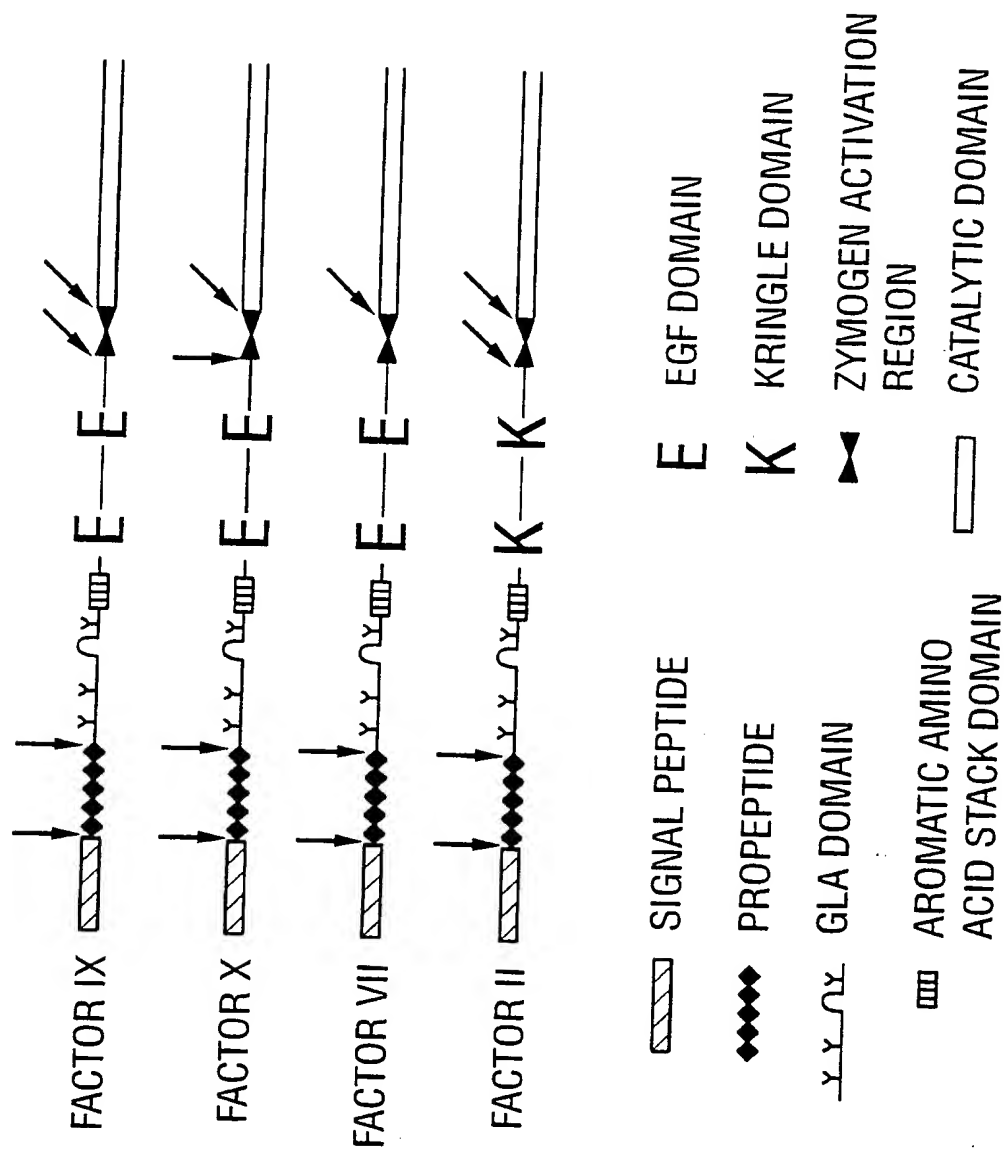 FACTOR IX
E E
FACTOR X
E E
FACTOR VII
E E
FACTOR II
K K
SIGNAL PEPTIDE
PROPEPTIDE
GLA DOMAIN
AROMATIC AMINO
ACID STACK DOMAIN
E EGF DOMAIN
K KRINGLE DOMAIN
ZYMOGEN ACTIVATION
REGION
CATALYTIC DOMAIN